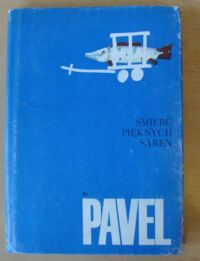 ŚMIERĆ
PIĘKNYCH
SAREN
PAVEL